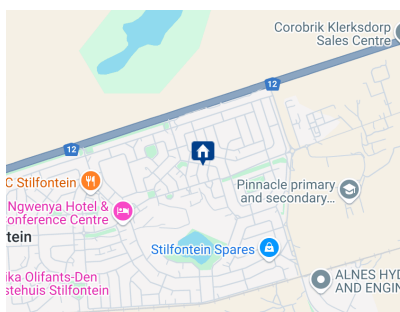 Corobrik Klerksdorp
Sales Centre
12
12
C Stilfontein
Ngwenya Hotel &
onference Centre
Pinnacle primary
and secondary...
tein
Stilfontein Spares
ika Olifants-Den
stehuis Stilfontein
ALNES HYD
AND ENGIN